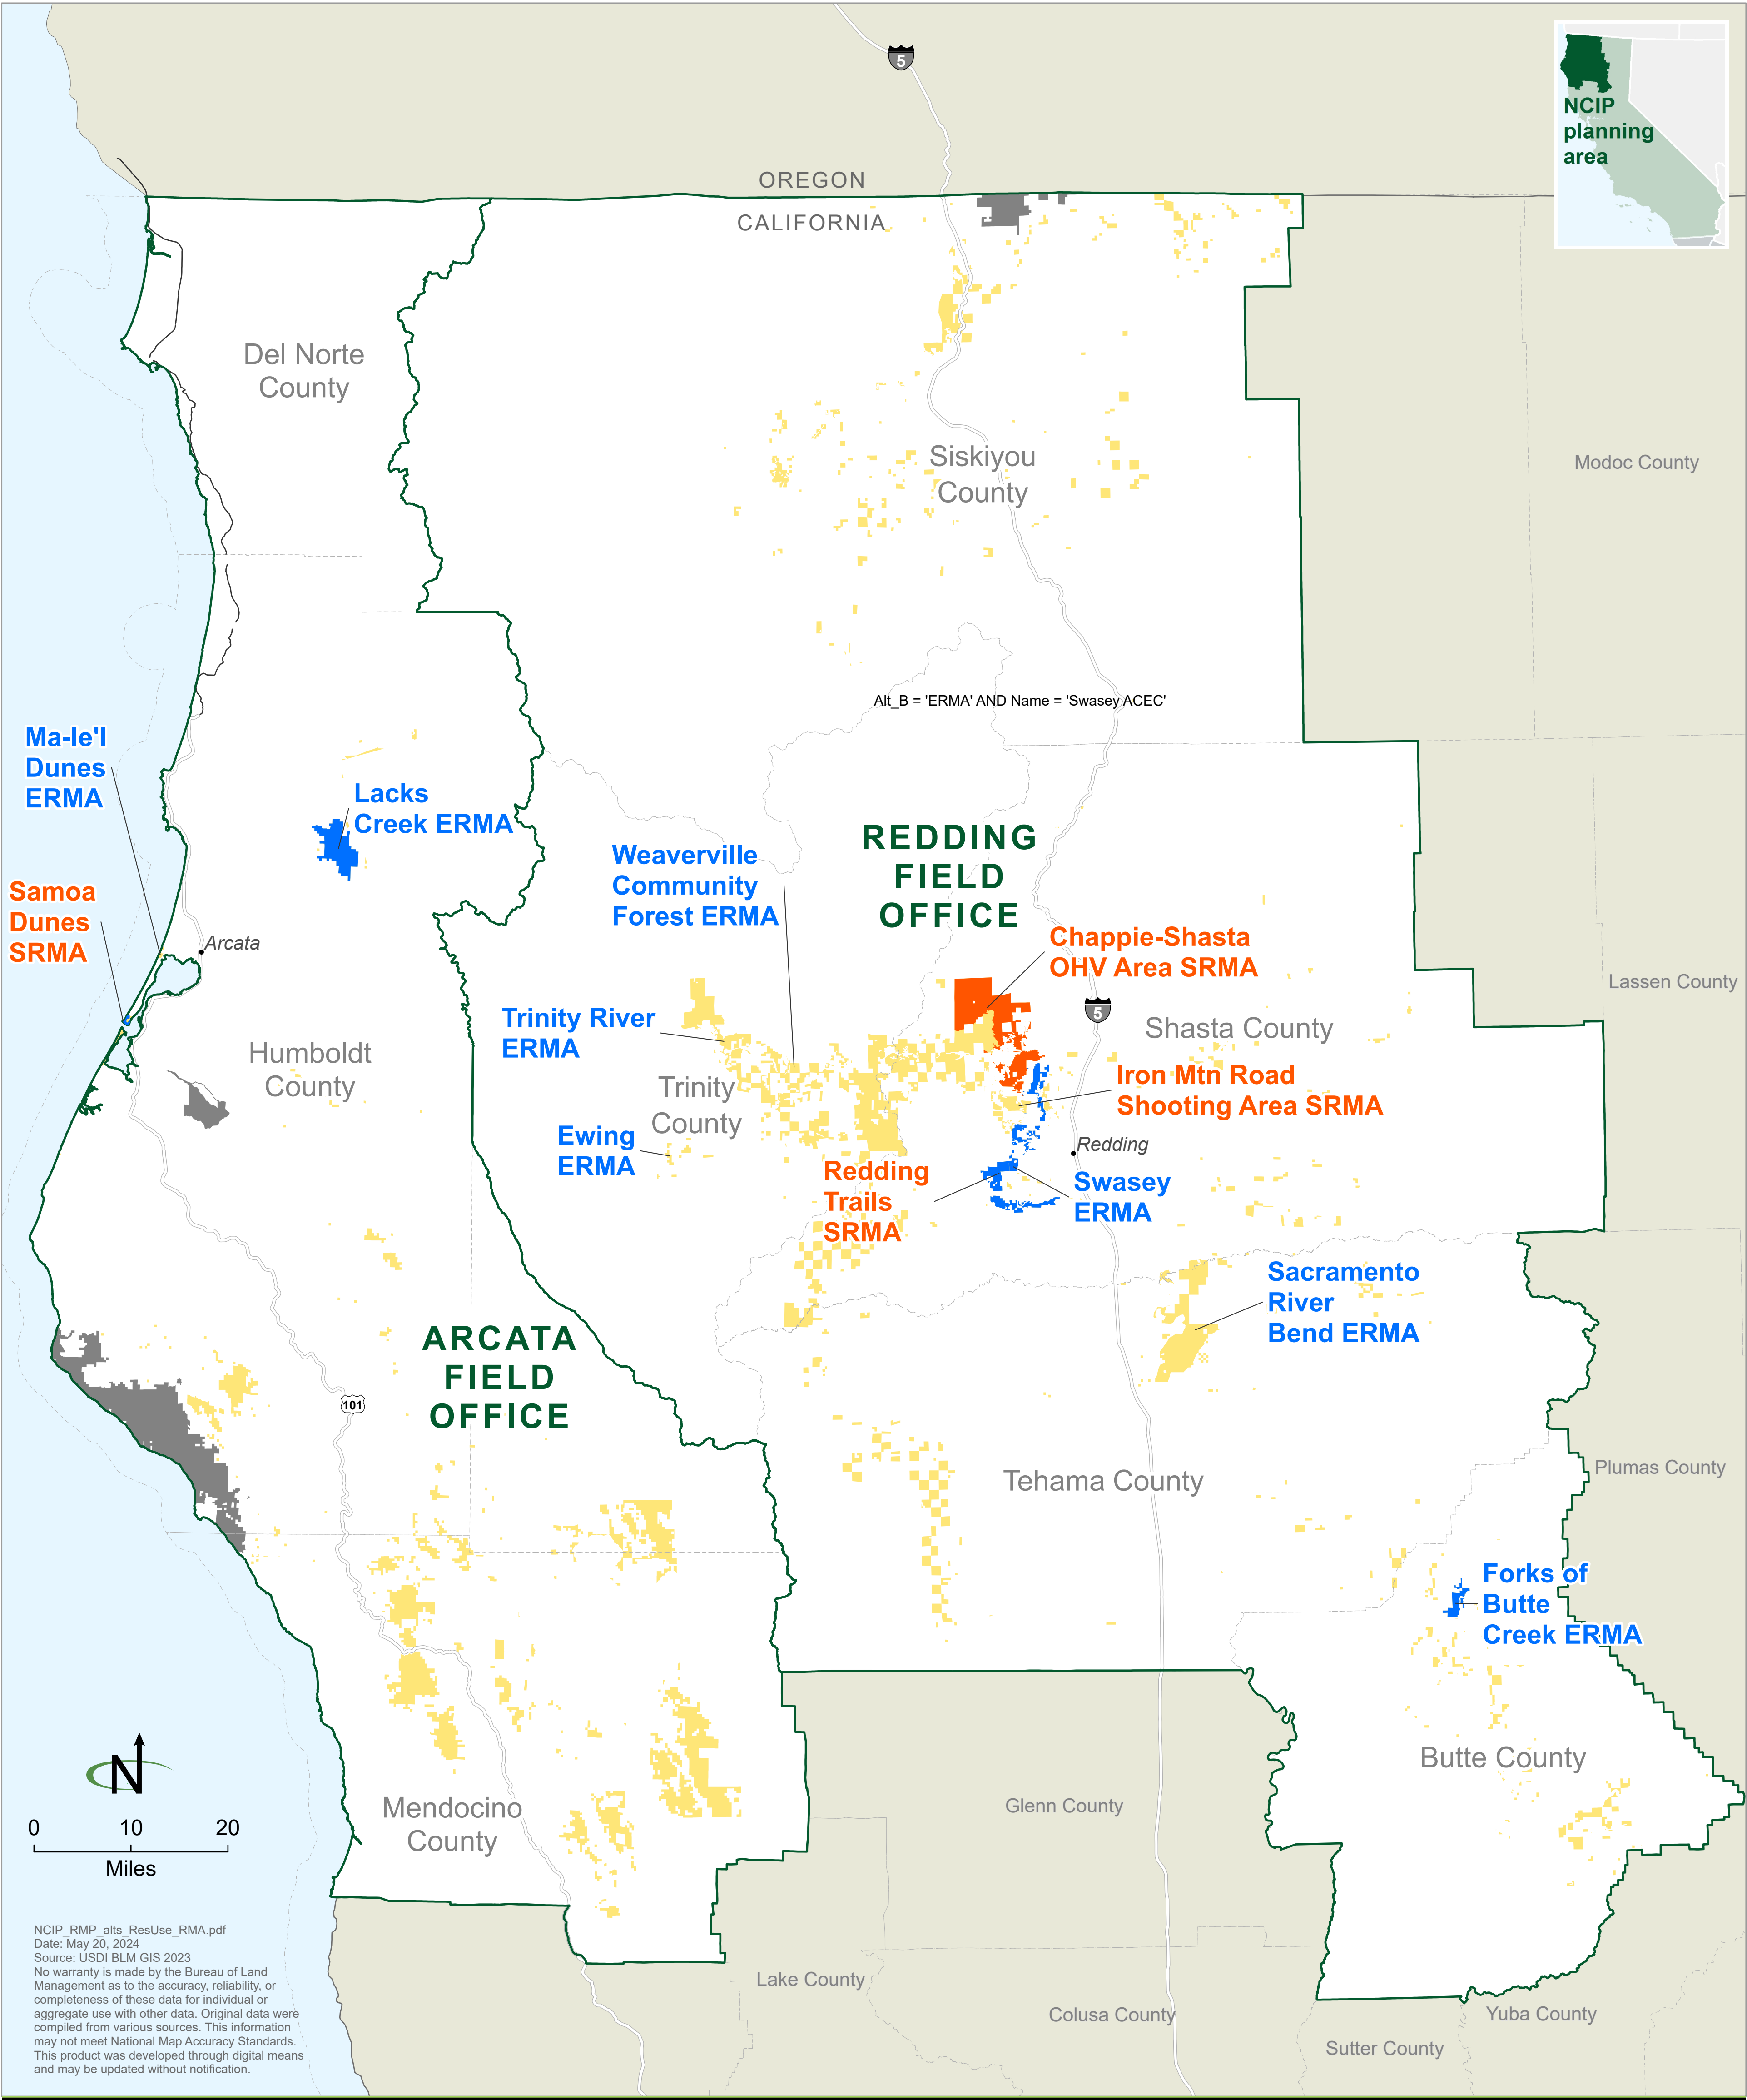 5
NCIP
planning
area
OREGON
CALIFORNIA
Del Norte
County
Siskiyou
County
Modoc County
Alt_B = 'ERMA' AND Name = 'Swasey ACEC'
Ma-le'l
Dunes
ERMA
Lacks
Creek ERMA
Samoa
Dunes
SRMA
Arcata
Weaverville
Community
Forest ERMA
REDDING
FIELD
OFFICE
Chappie-Shasta
OHV Area SRMA
Lassen County
Trinity River
ERMA
5
Shasta County
Humboldt
County
Trinity
County
Iron Mtn Road
Shooting Area SRMA
Ewing
ERMA
Redding
Redding
Trails
SRMA
Swasey
ERMA
Sacramento
River
Bend ERMA
ARCATA
FIELD
OFFICE
101
Tehama County
Plumas County
Forks of
Butte
Creek ERMA
N
Butte County
Mendocino
County
Glenn County
0 10 20
Miles
NCIP_RMP_alts_ResUse_RMA.pdf
Date: May 20, 2024
Source: USDI BLM GIS 2023
No warranty is made by the Bureau of Land
Management as to the accuracy, reliability, or
completeness of these data for individual or
aggregate use with other data. Original data were
compiled from various sources. This information
may not meet National Map Accuracy Standards.
This product was developed through digital means
and may be updated without notification.
Lake County
Colusa County
Yuba County
Sutter County